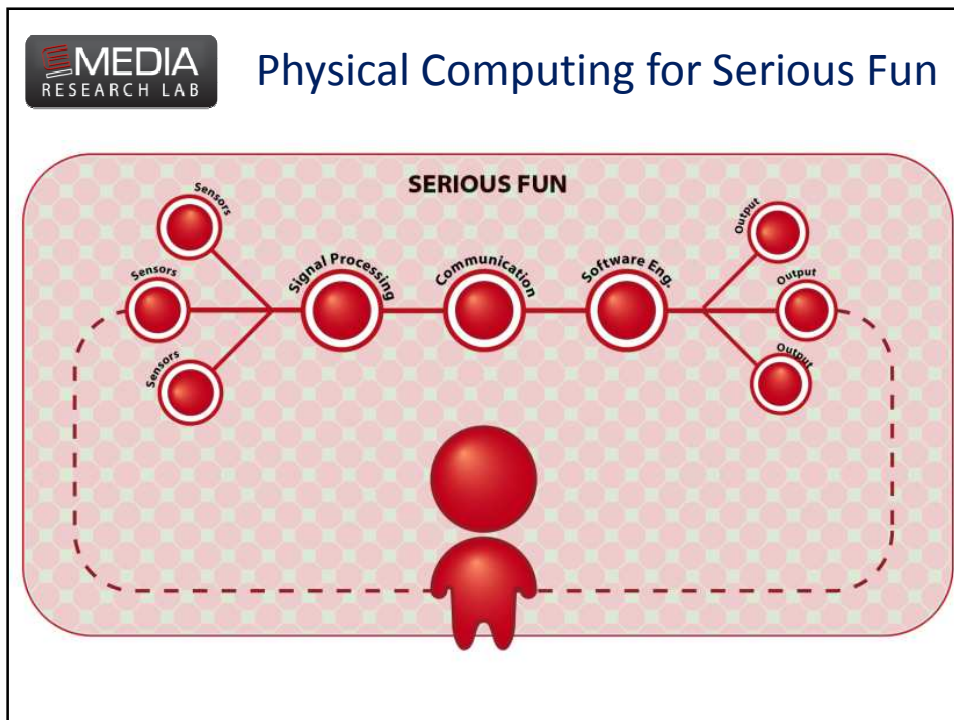 MEDIA
RESEARCH LAB
Physical Computing for Serious Fun
SERIOUS FUN
Sensors
Sensors
Sensors
Signal Processing
Communication
Software Eng.
Output
Output
Output